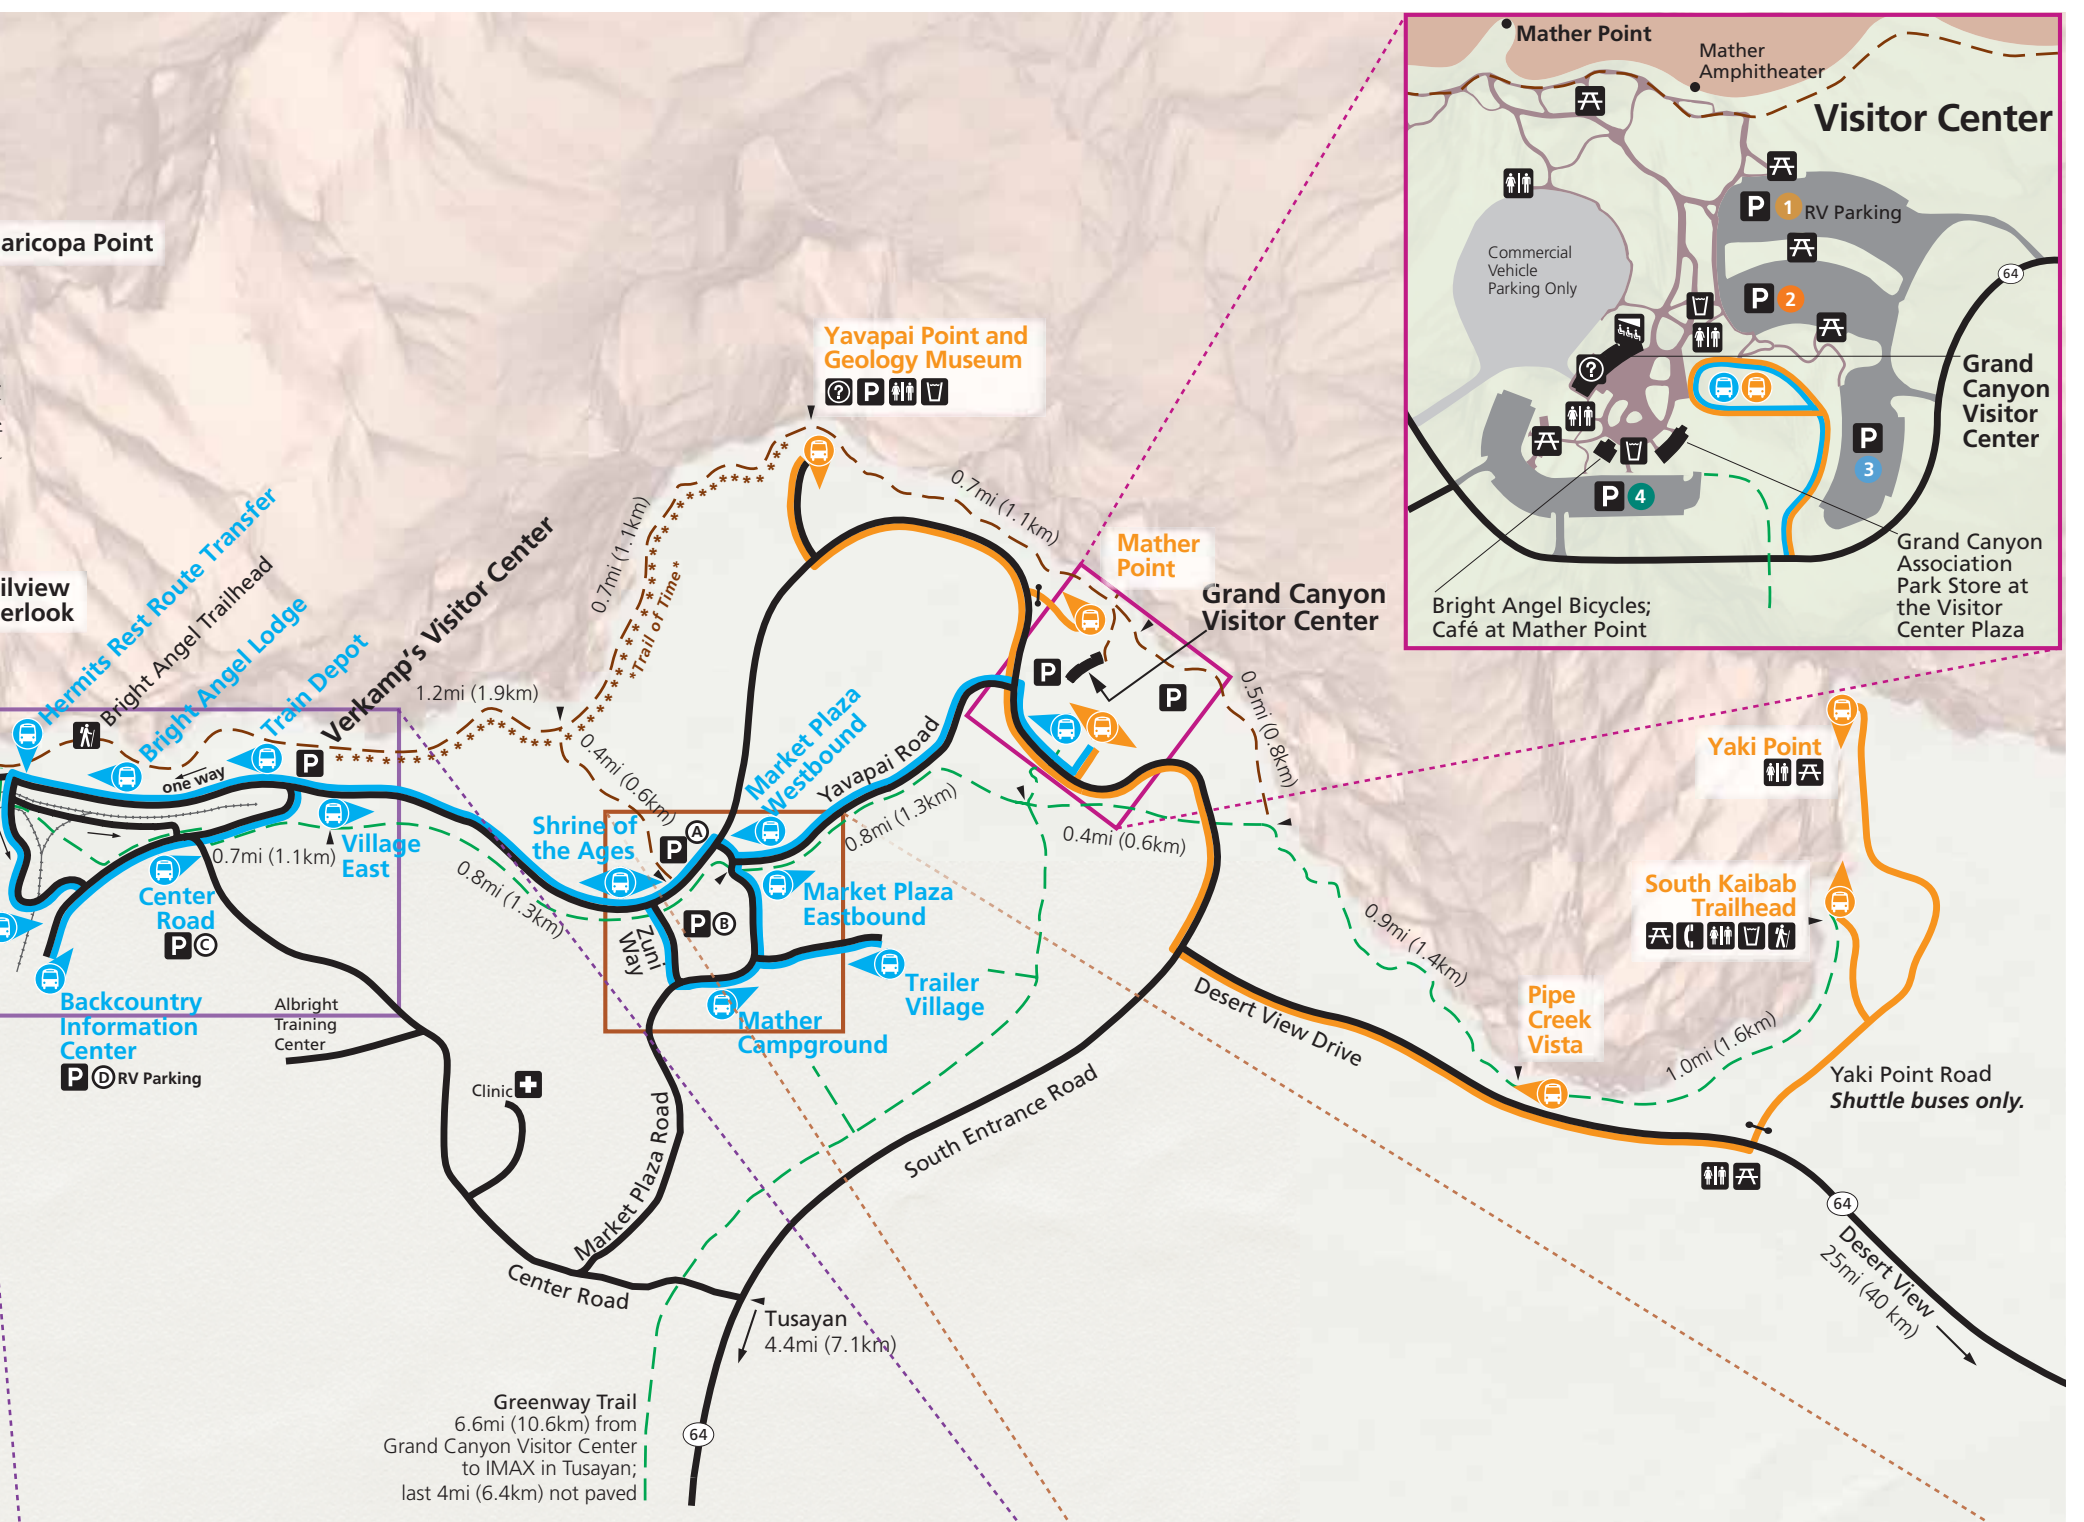 Mather Point
Mather
Amphitheater
Visitor Center
P 1 RV Parking
Commercial
Vehicle
Parking Only
64
P 2
?
Grand
Canyon
Visitor
Center
P
3
P 4
Grand Canyon
Association
Park Store at
the Visitor
Center Plaza
Bright Angel Bicycles;
Café at Mather Point
aricopa Point
Yavapai Point and
Geology Museum
? P
0.7mi (1.1km)
0.7mi (1.1km)
*Trail of Time*
Mather
Point
Grand Canyon
Visitor Center
P
P
ilview
erlook
Hermits Rest Route Transfer
Bright Angel Trailhead
Bright Angel Lodge
Train Depot
Verkamp's Visitor Center
P
one way
1.2mi (1.9km)
0.4mi (0.6km)
0.5mi (0.8km)
Market Plaza
Westbound
Yavapai Road
0.8mi (1.3km)
0.4mi (0.6km)
Yaki Point
Shrine of
the Ages
P A
Village
East
0.7mi (1.1km)
0.8mi (1.3km)
Center
Road
P C
Market Plaza
Eastbound
P B
Zuni
Way
Trailer
Village
Mather
Campground
South Kaibab
Trailhead
0.9mi (1.4km)
Pipe
Creek
Vista
1.0mi (1.6km)
Desert View Drive
Backcountry
Information
Center
P D RV Parking
Albright
Training
Center
Clinic
Market Plaza Road
South Entrance Road
Yaki Point Road
Shuttle buses only.
64
Desert View
25mi (40 km)
Center Road
Tusayan
4.4mi (7.1km)
Greenway Trail
6.6mi (10.6km) from
Grand Canyon Visitor Center
to IMAX in Tusayan;
last 4mi (6.4km) not paved
64